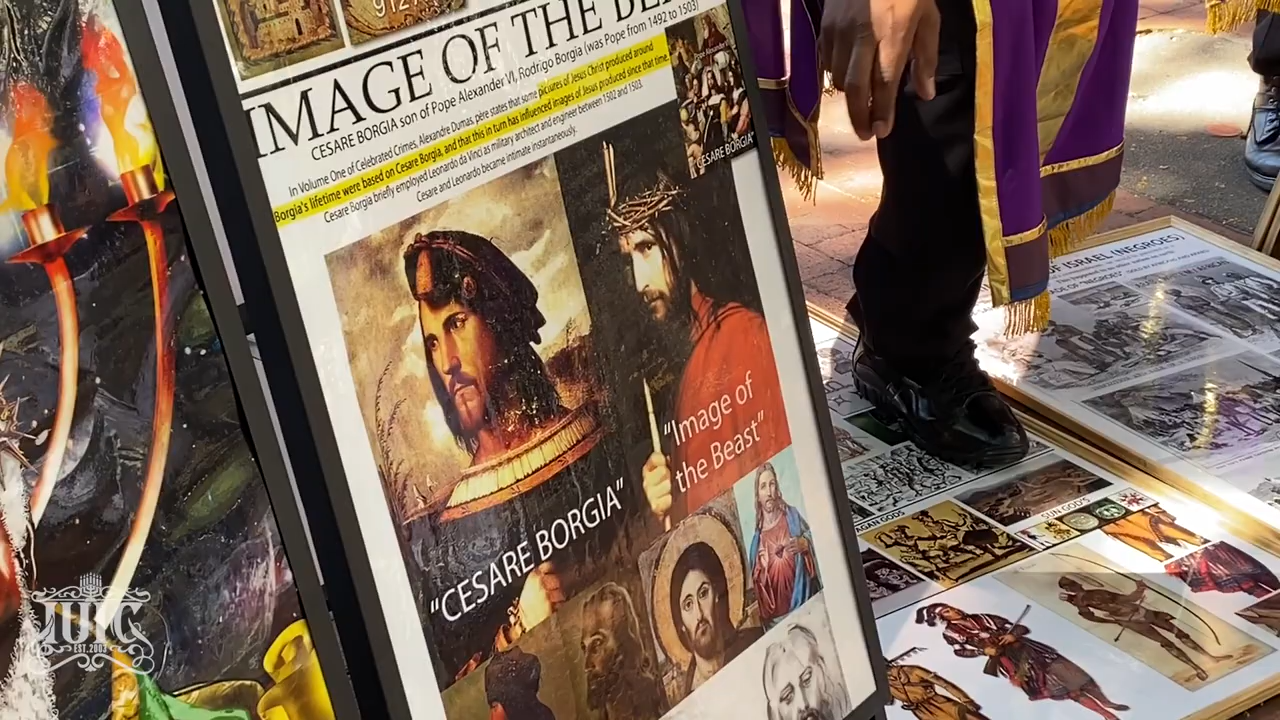 9127
IMAGE OF THE
CESARE BORGIA son of Pope Alexander VI, Rodrigo Borgia (was Pope from 1492 to 1503)
In Volume One of Celebrated Crimes, Alexandre Dumas, père states that some pictures of Jesus Christ produced around
Borgia's lifetime were based on Cesare Borgia, and that this in turn has influenced images of Jesus produced since that time.
Cesare Borgia briefly employed Leonardo da Vinci as military architect and engineer between 1502 and 1503.
Cesare and Leonardo became intimate instantaneously.
CESARE BORGIA"
"Image of
the Beast"
"CESARE BORGIA"
OF ISRAEL (NEGROES)
AGAN GODS
SUN GODS
IUIC
EST. 2003